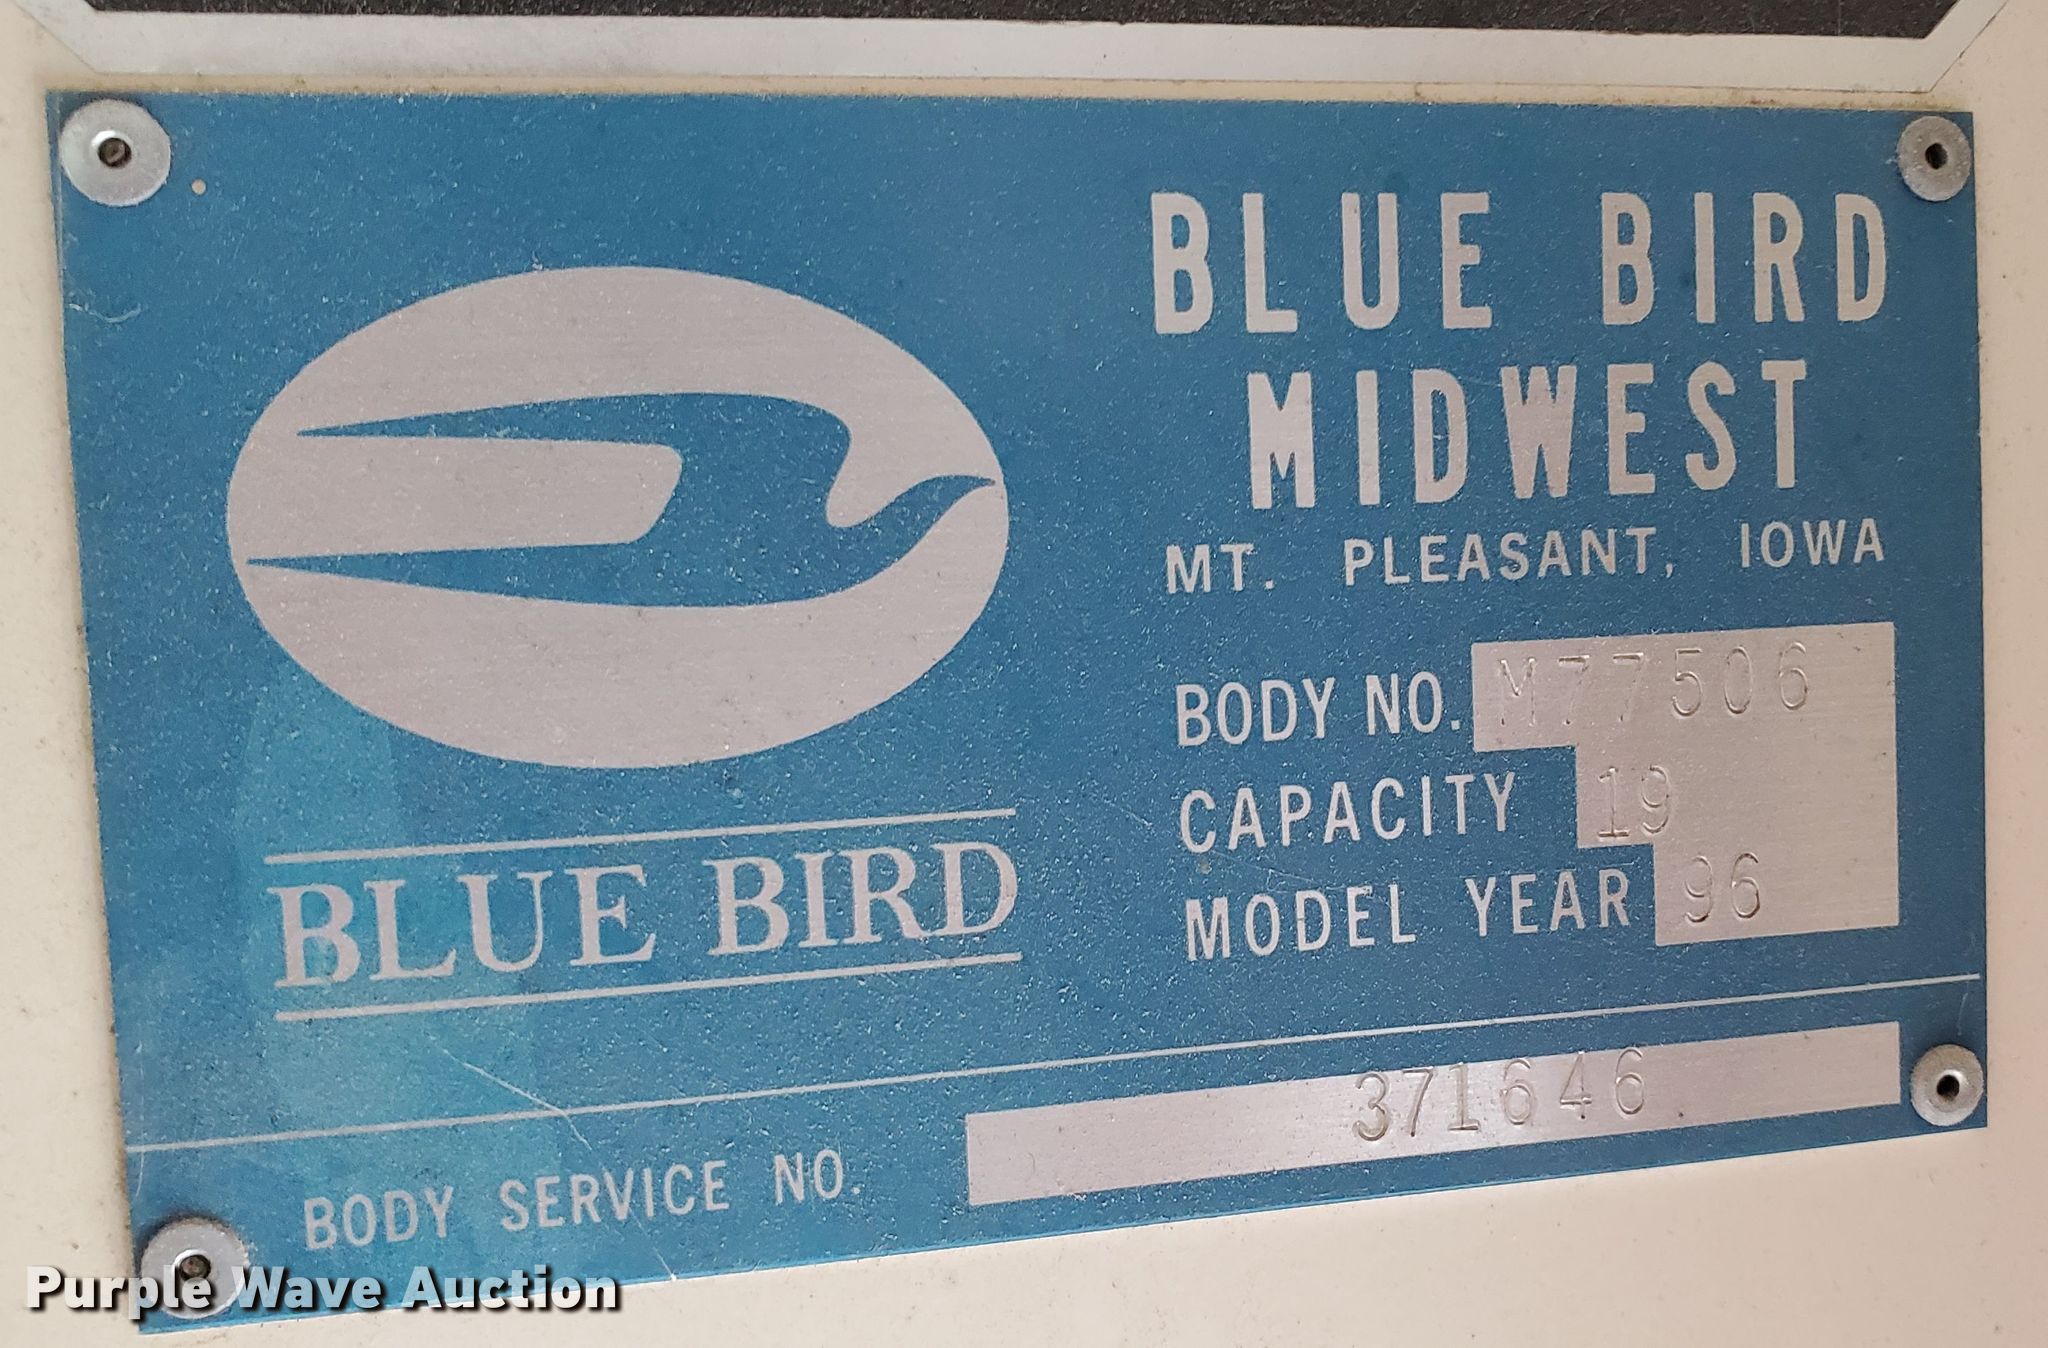 BLUE BIRD
MIDWEST
MT. PLEASANT, IOWA
BODY NO. M77506
CAPACITY 19
MODEL YEAR 96
BLUE BIRD
BODY SERVICE NO. 371646
Purple Wave Auction